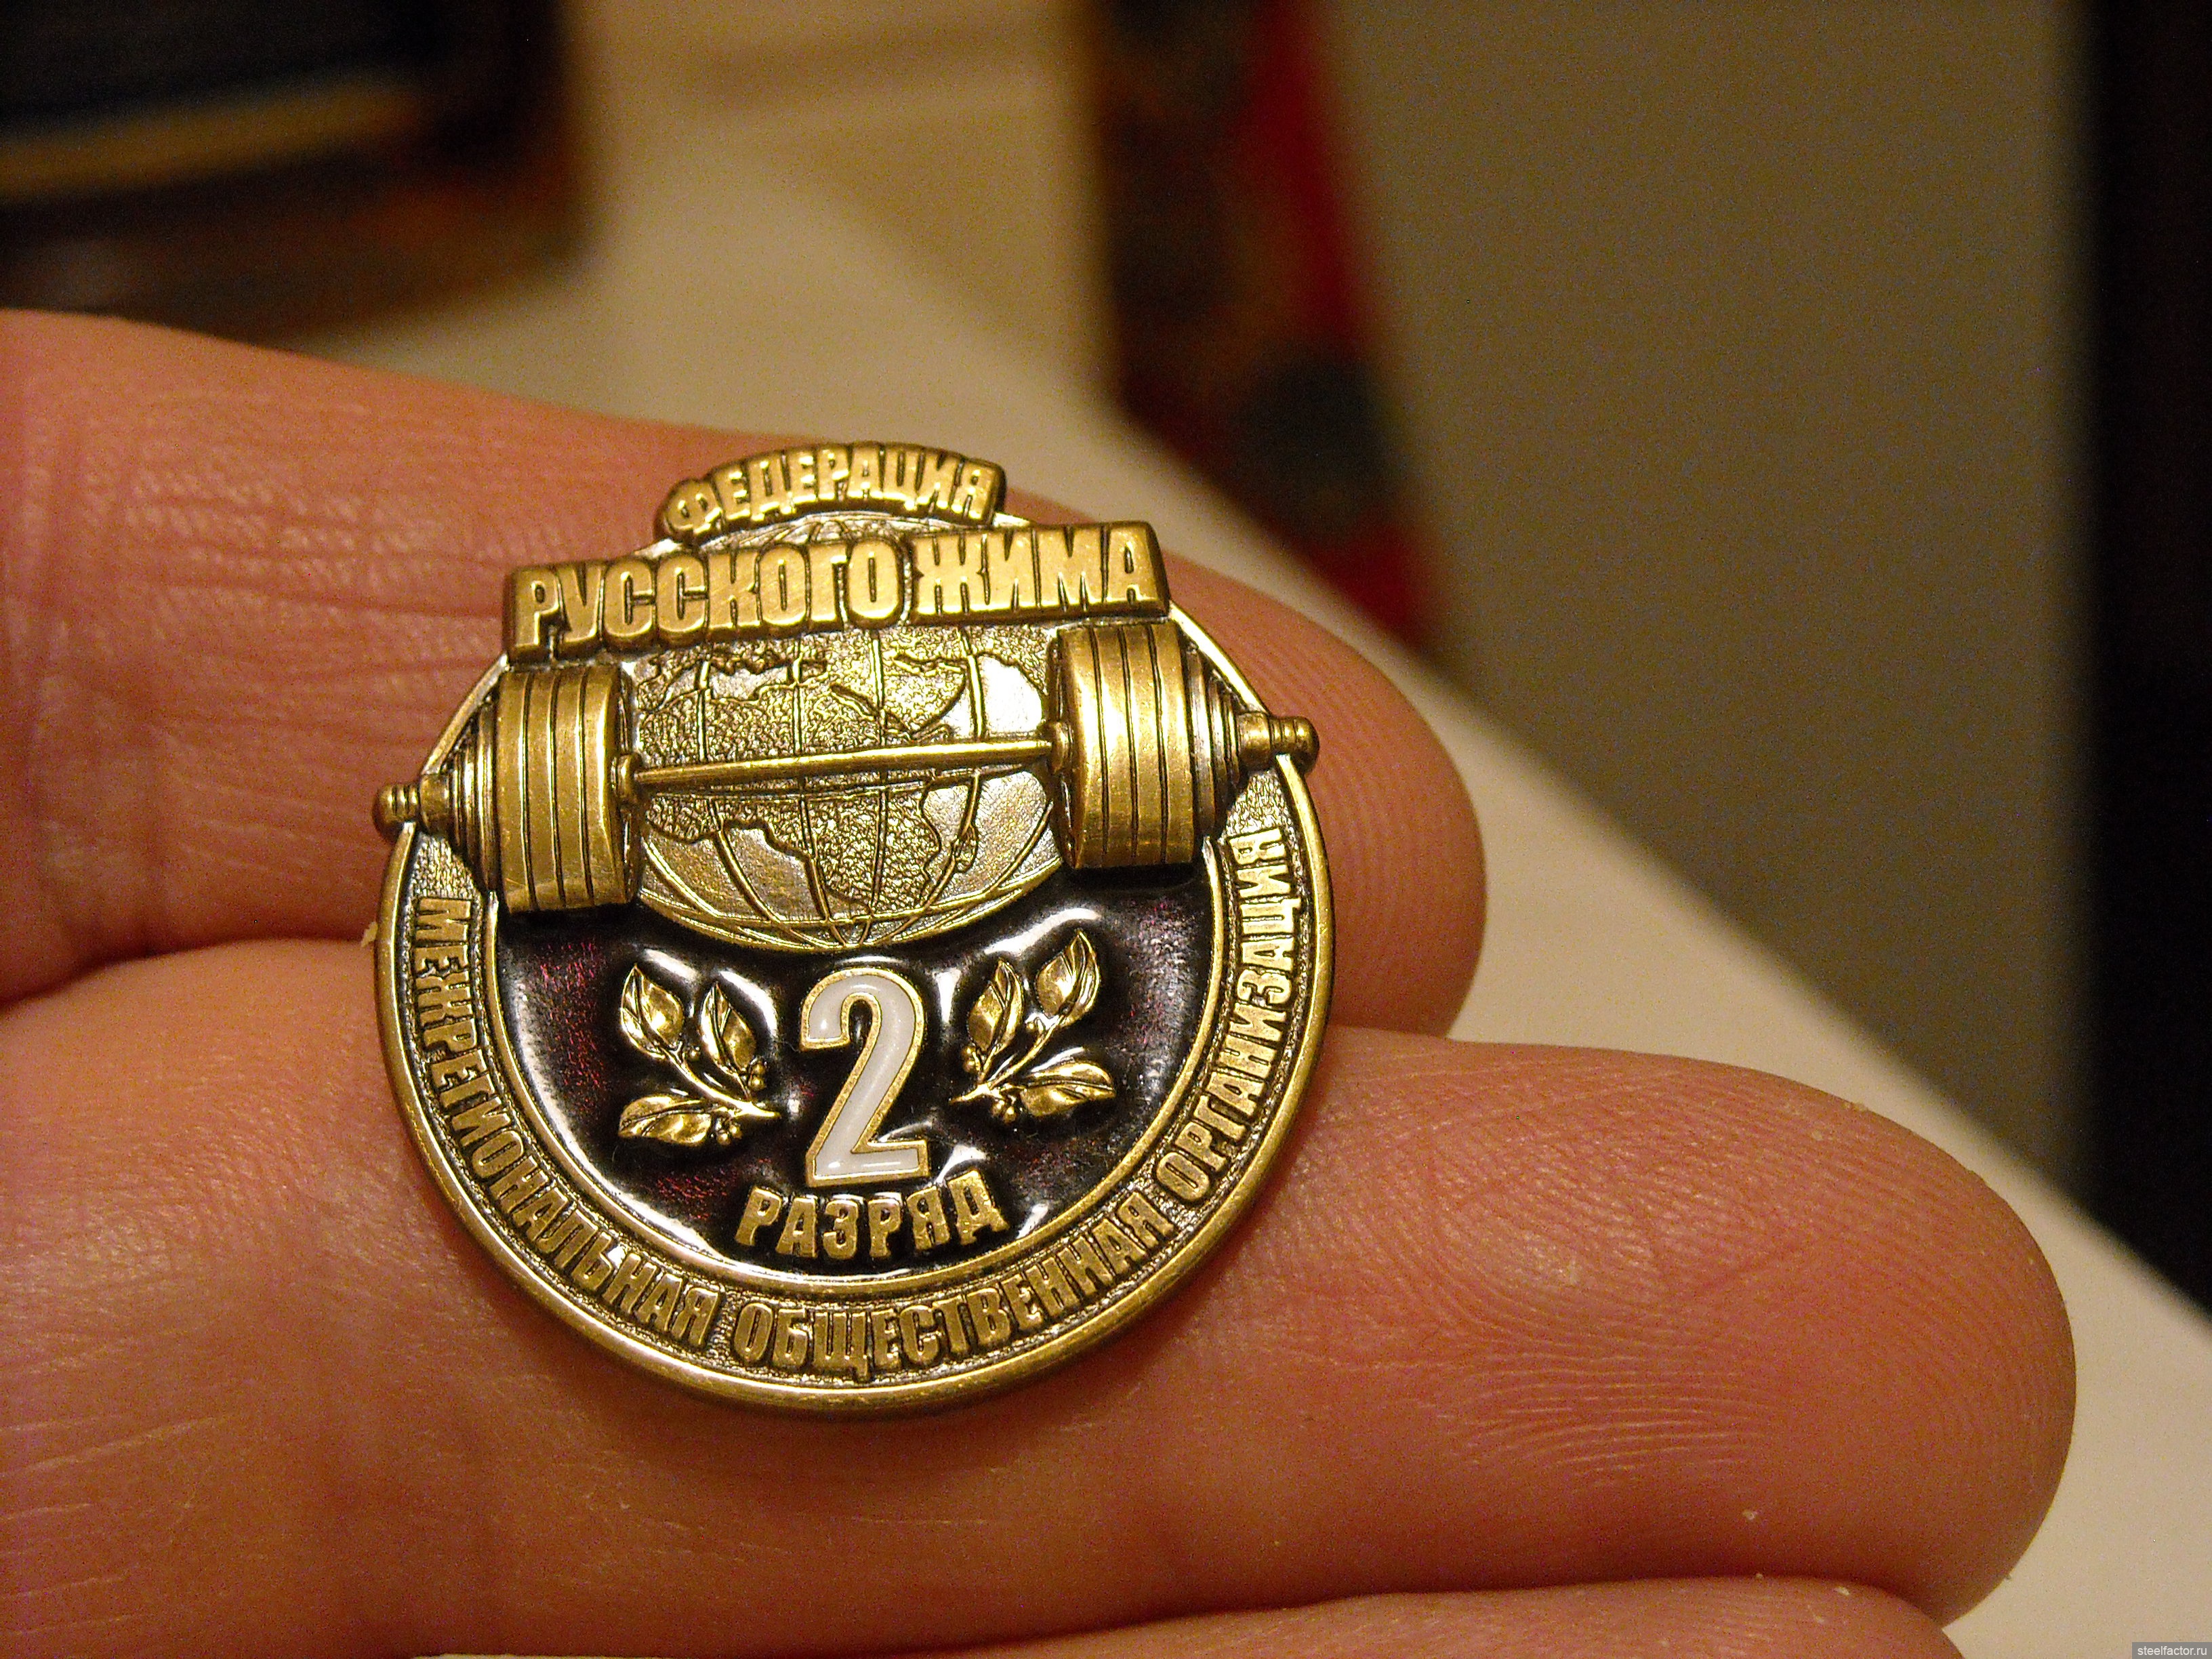 ФЕДЕРАЦИЯ
РУССКОГО ЖИМА
2
РАЗРЯД
МЕЖРЕГИОНАЛЬНАЯ ОБЩЕСТВЕННАЯ ОРГАНИЗАЦИЯ
steelfactor.ru